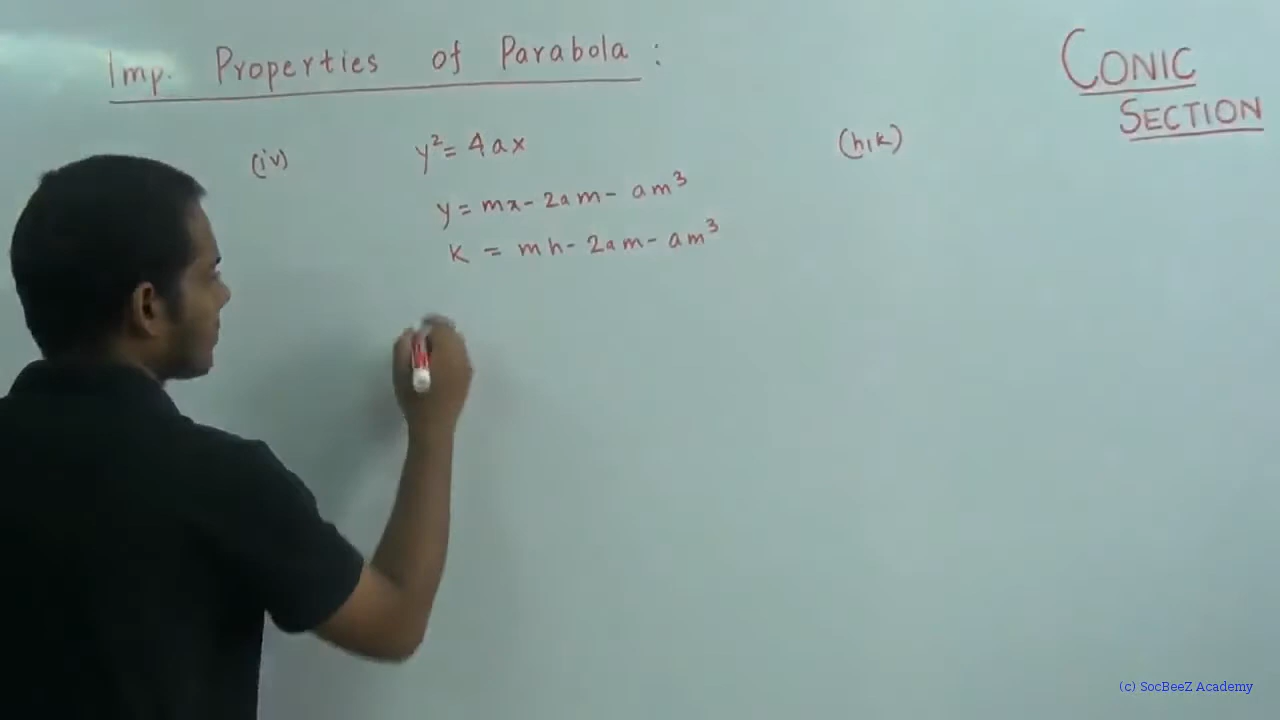 Imp. Properties of Parabola :
CONIC
SECTION
(iv) y² = 4ax (h,k)
y = mx - 2am - am³
k = mh - 2am - am³
(c) SocBeeZ Academy